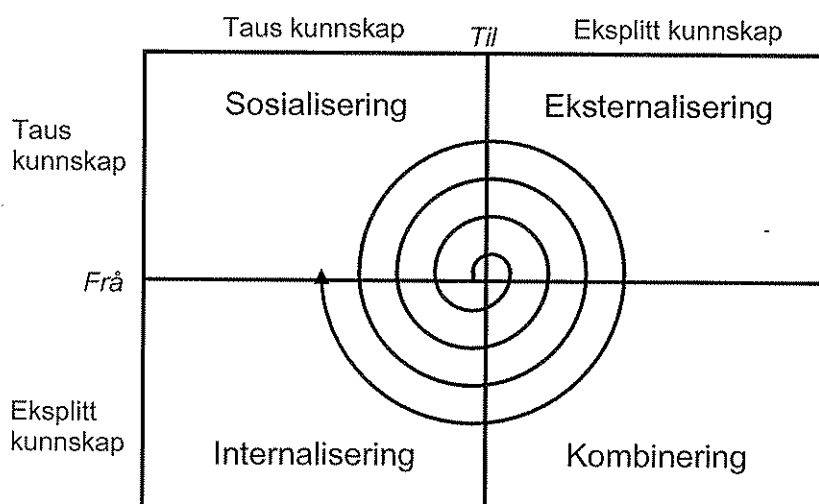 Taus kunnskap
Til
Eksplitt kunnskap
Sosialisering
Eksternalisering
Taus
kunnskap
Frå
Eksplitt
kunnskap
Internalisering
Kombinering